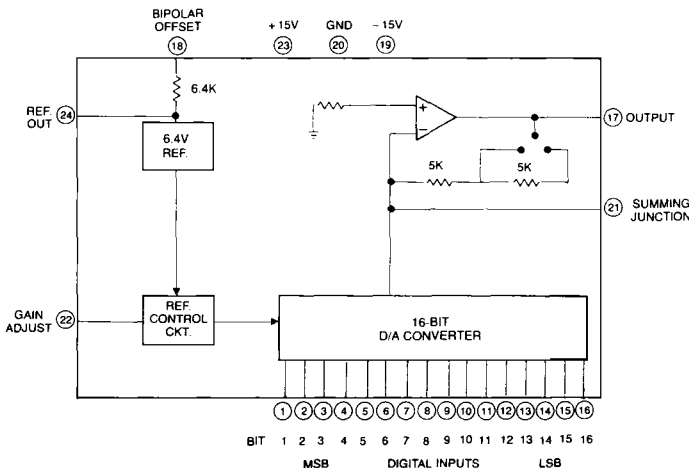 BIPOLAR
OFFSET
18
+ 15V
23
GND
20
− 15V
19
6.4K
REF.
OUT
24
6.4V
REF.
+
−
17 OUTPUT
5K
5K
21
SUMMING
JUNCTION
GAIN
ADJUST
22
REF.
CONTROL
CKT.
16-BIT
D/A CONVERTER
1 2 3 4 5 6 7 8 9 10 11 12 13 14 15 16
BIT 1 2 3 4 5 6 7 8 9 10 11 12 13 14 15 16
MSB DIGITAL INPUTS LSB